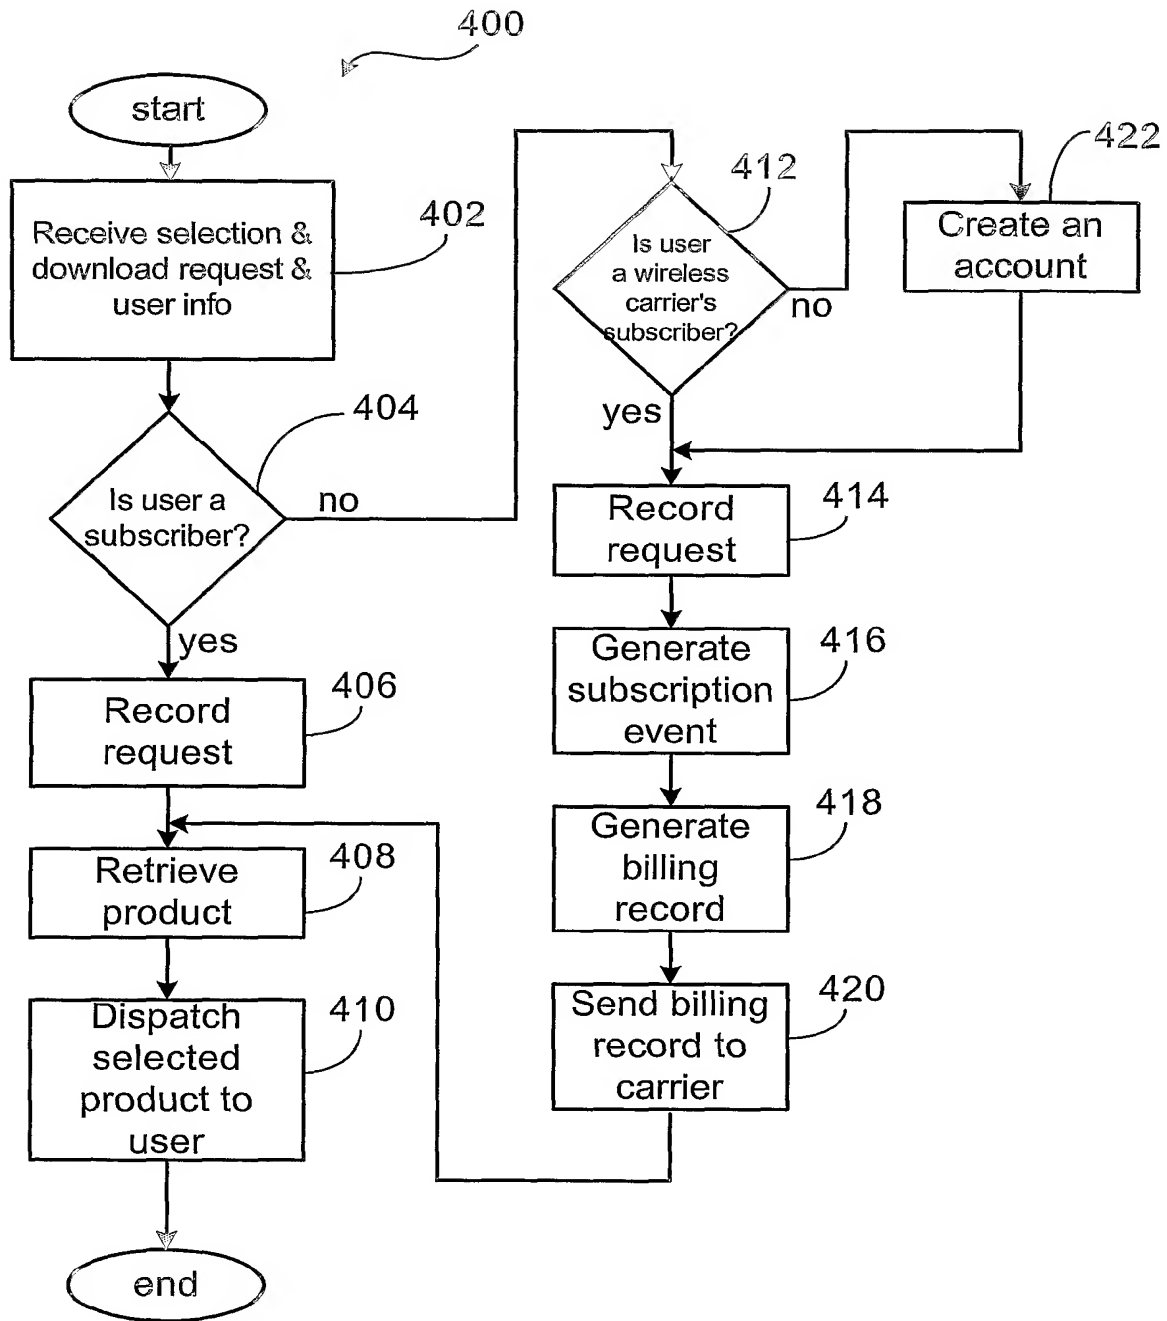 400
start
Receive selection &
download request &
user info
402
Is user a
subscriber?
404
no
yes
Record
request
406
Retrieve
product
408
Dispatch
selected
product to
user
410
end
Is user
a wireless
carrier's
subscriber?
412
no
yes
Create an
account
422
Record
request
414
Generate
subscription
event
416
Generate
billing
record
418
Send billing
record to
carrier
420